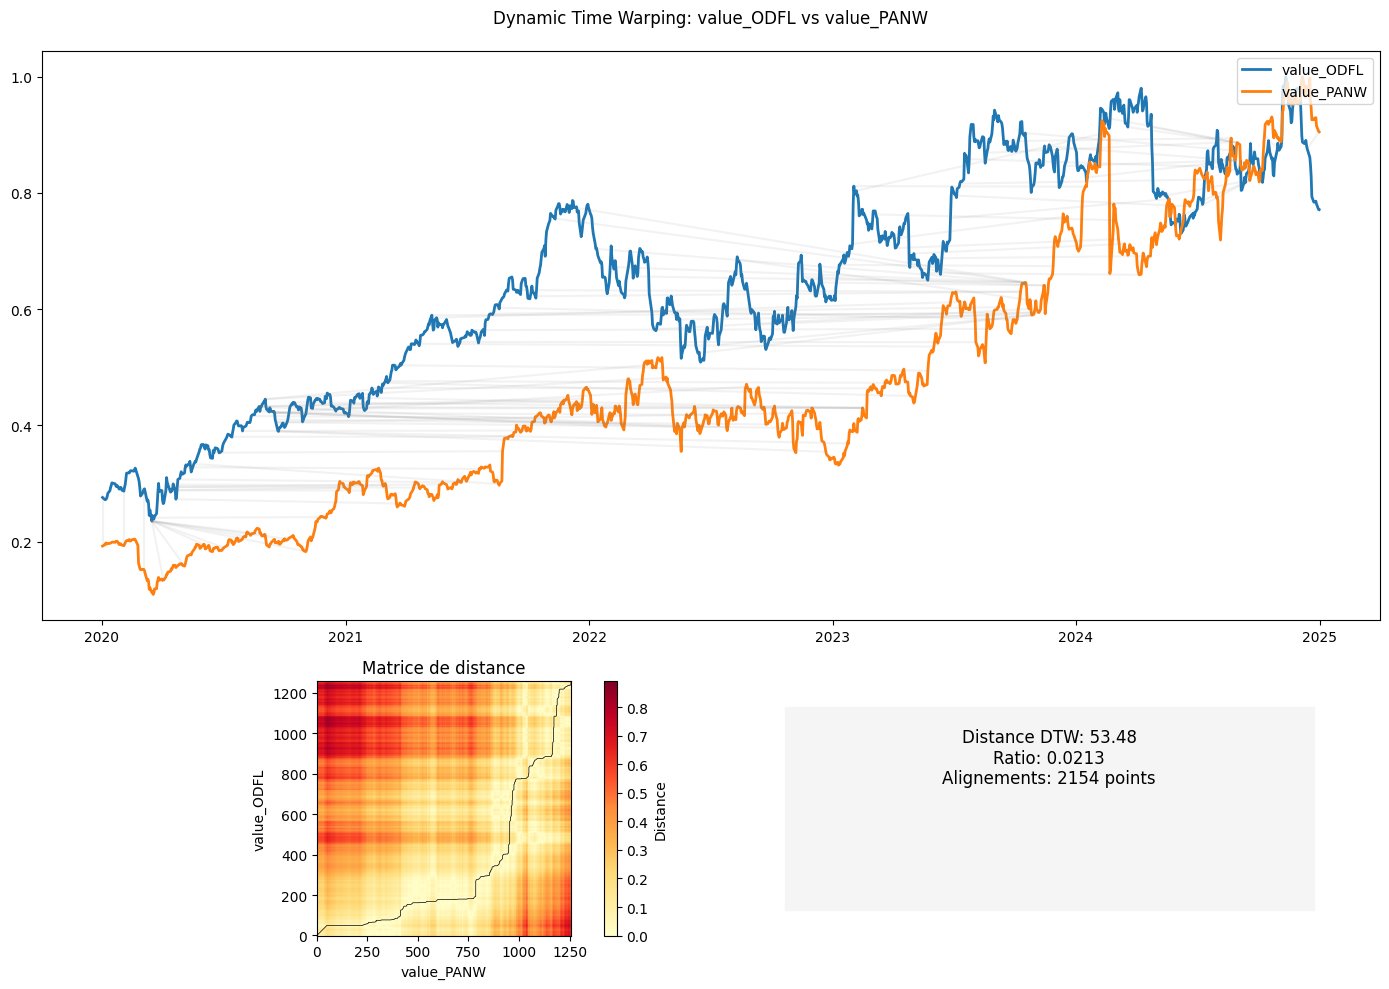 Dynamic Time Warping: value_ODFL vs value_PANW
value_ODFL
value_PANW
1.0
0.8
0.6
0.4
0.2
2020 2021 2022 2023 2024 2025
Matrice de distance
value_ODFL
1200
1000
800
600
400
200
0
0 250 500 750 1000 1250
value_PANW
0.8
0.7
0.6
0.5
0.4
0.3
0.2
0.1
0.0
Distance
Distance DTW: 53.48
Ratio: 0.0213
Alignements: 2154 points